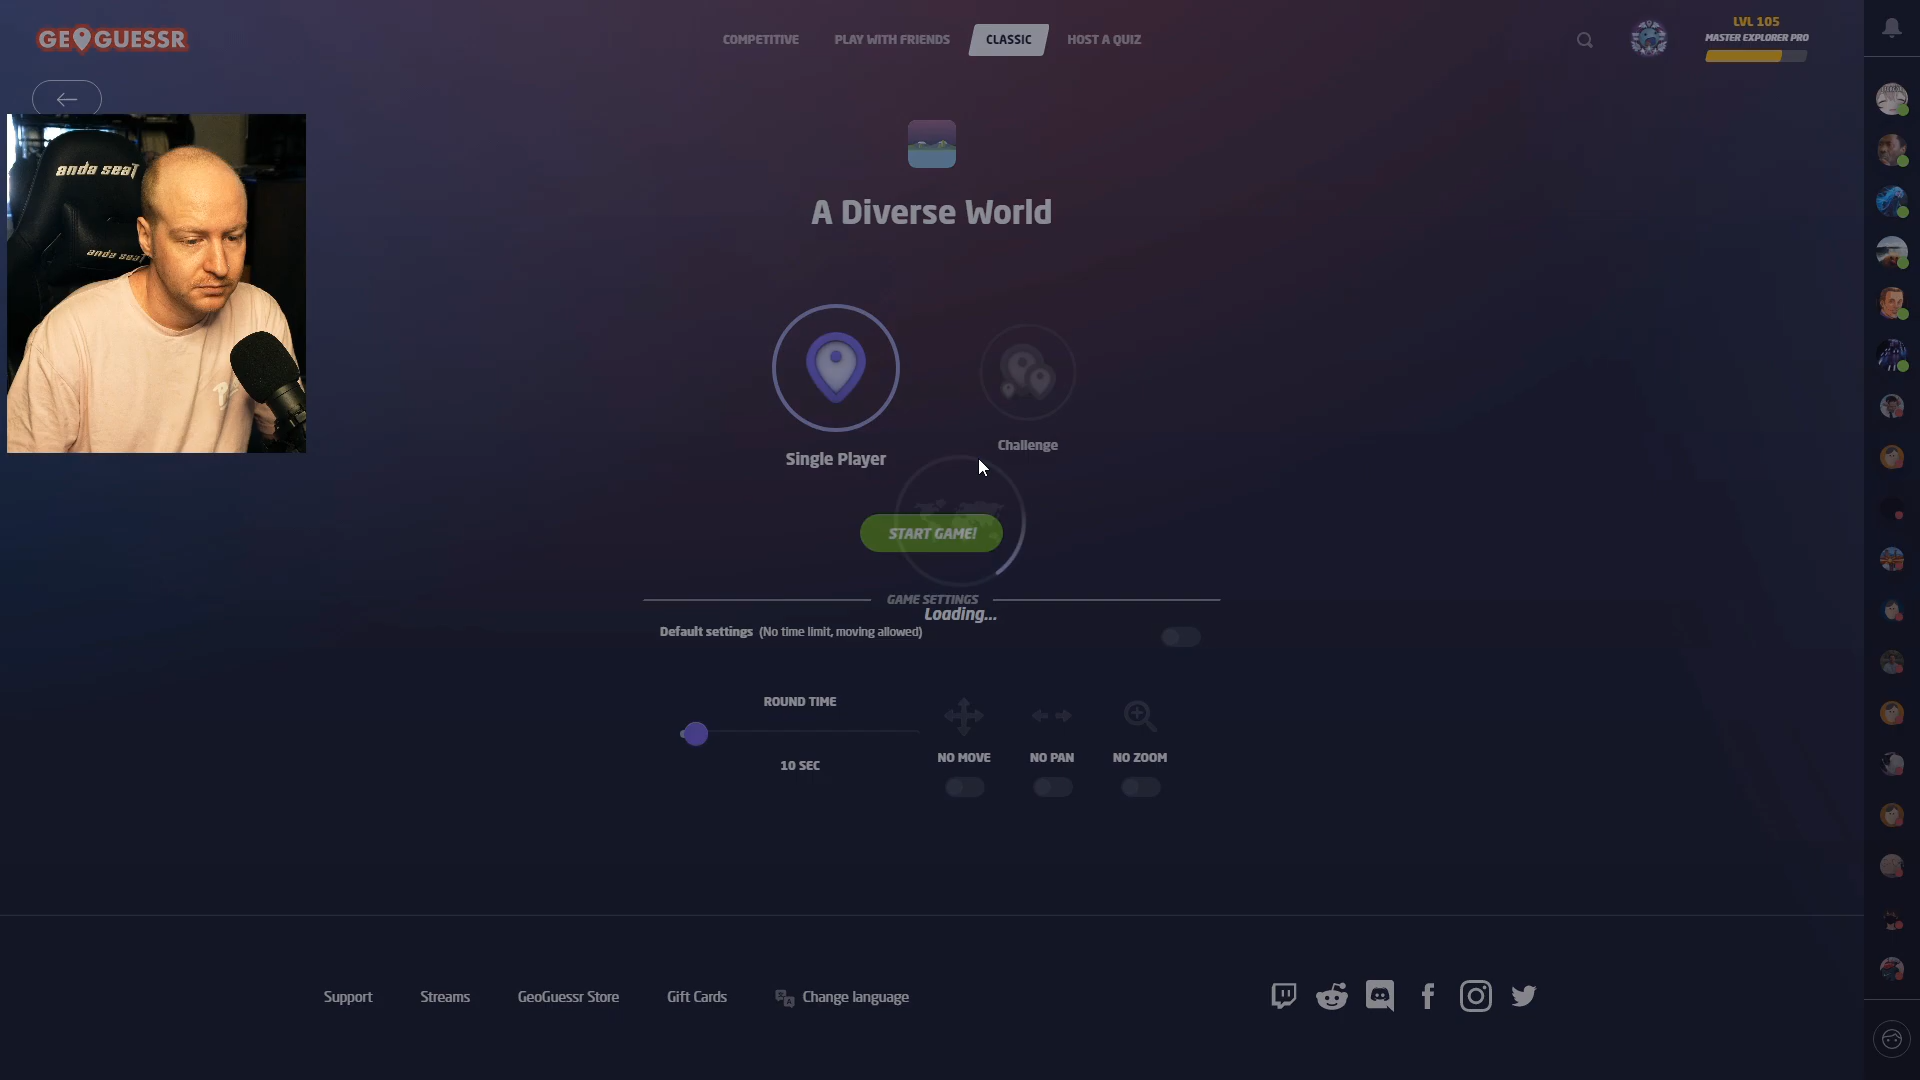 GEOGUESSR
COMPETITIVE
PLAY WITH FRIENDS
CLASSIC
HOST A QUIZ
LVL 105
MASTER EXPLORER PRO
anda seaT
anda seaT
A Diverse World
Single Player
Challenge
START GAME!
GAME SETTINGS
Loading...
Default settings (No time limit, moving allowed)
ROUND TIME
10 SEC
NO MOVE
NO PAN
NO ZOOM
Support
Streams
GeoGuessr Store
Gift Cards
Change language